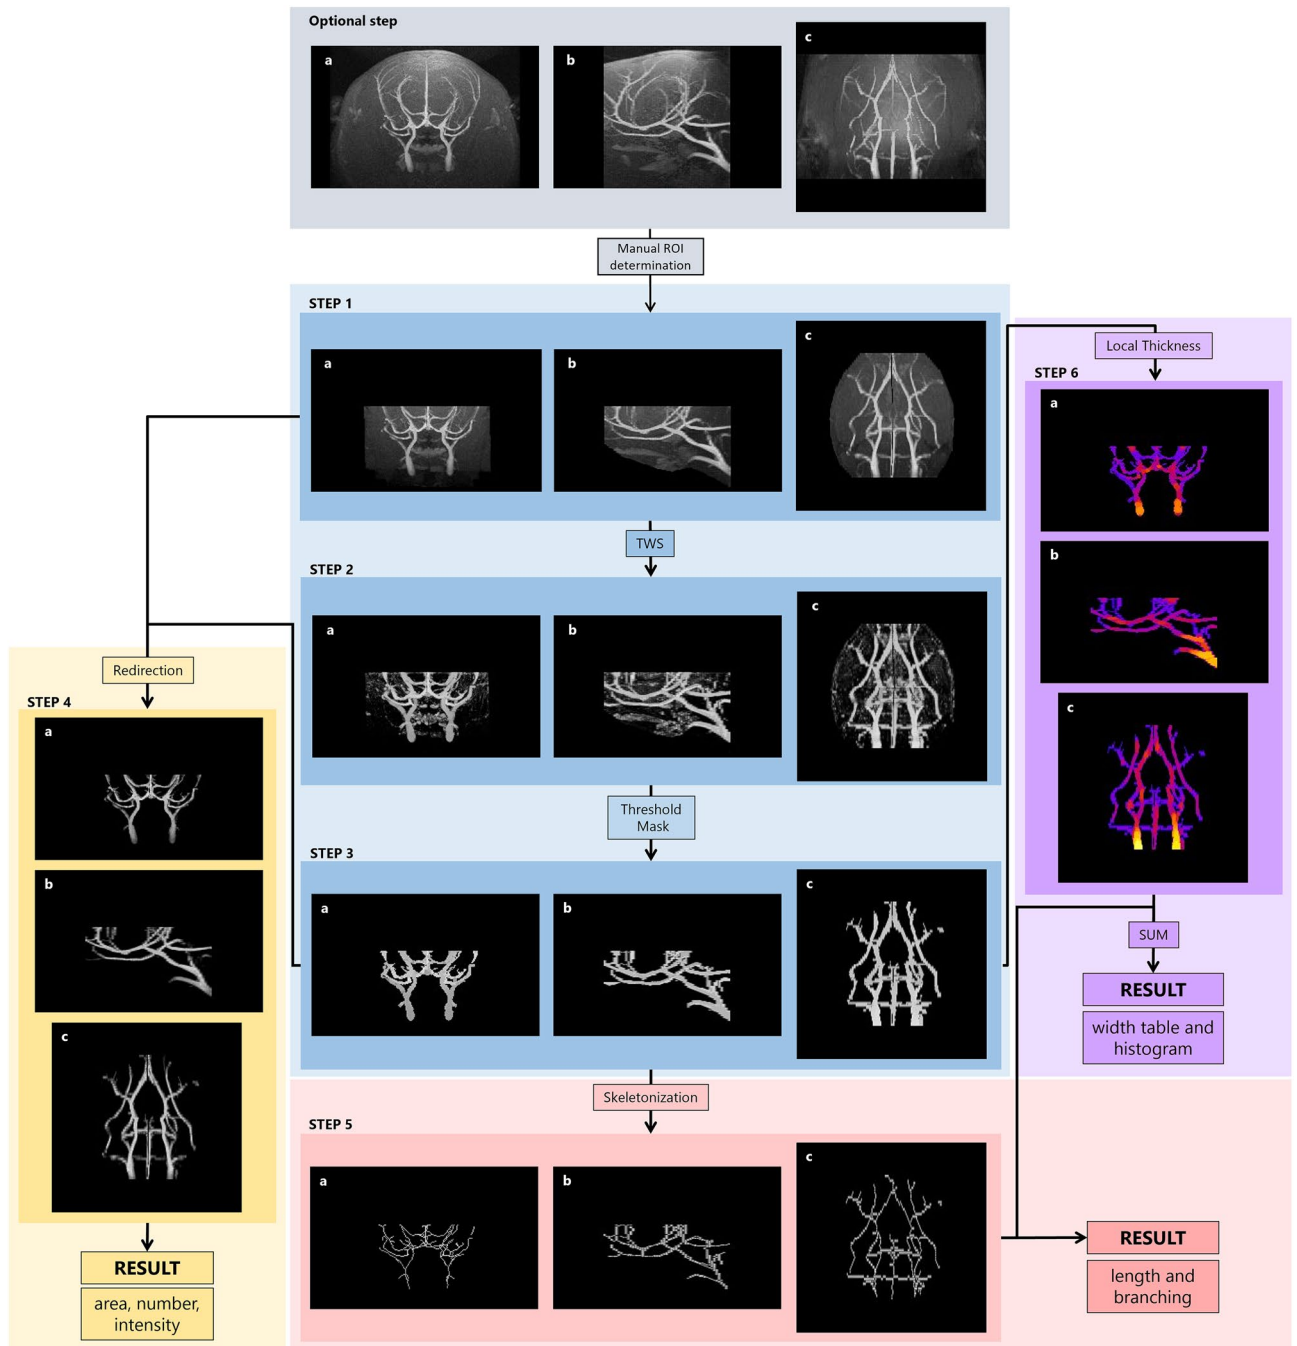 Optional step
a
b
c
Manual ROI
determination
STEP 1
a
b
c
TWS
STEP 2
a
b
c
Threshold
Mask
STEP 3
a
b
c
Redirection
STEP 4
a
b
c
RESULT
area, number,
intensity
Skeletonization
STEP 5
a
b
c
RESULT
length and
branching
Local Thickness
STEP 6
a
b
c
SUM
RESULT
width table and
histogram